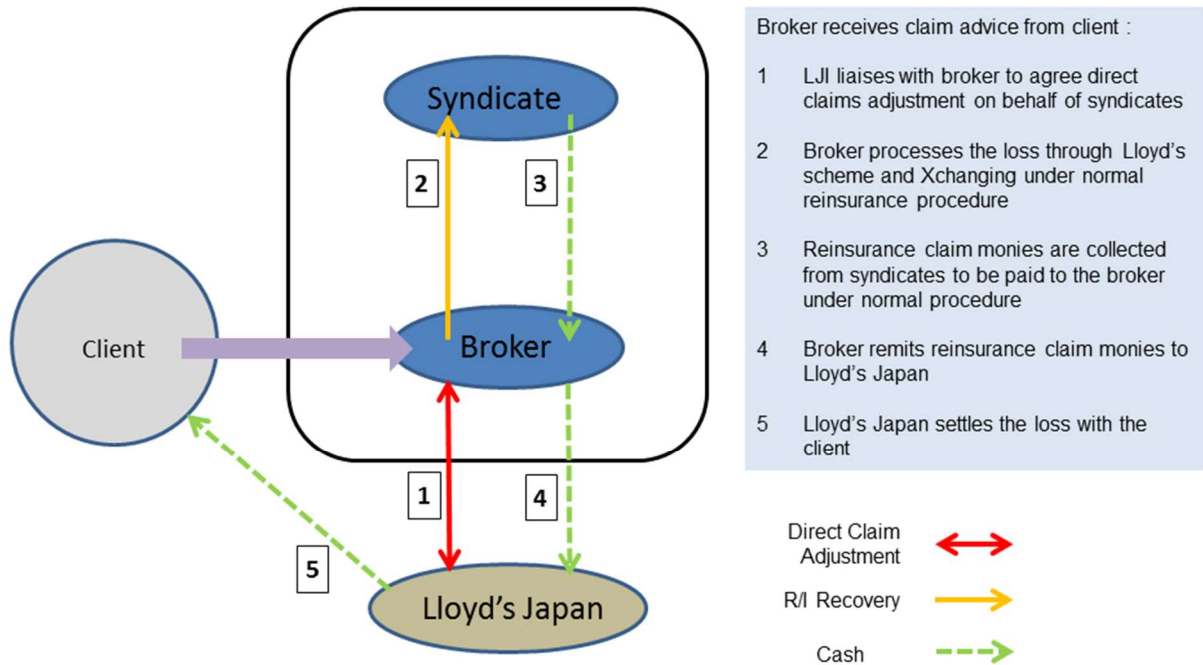 Syndicate
2
3
Client
Broker
1
4
5
Lloyd's Japan
Broker receives claim advice from client :
1 LJI liaises with broker to agree direct
claims adjustment on behalf of syndicates
2 Broker processes the loss through Lloyd's
scheme and Xchanging under normal
reinsurance procedure
3 Reinsurance claim monies are collected
from syndicates to be paid to the broker
under normal procedure
4 Broker remits reinsurance claim monies to
Lloyd's Japan
5 Lloyd's Japan settles the loss with the
client
Direct Claim
Adjustment
R/I Recovery
Cash